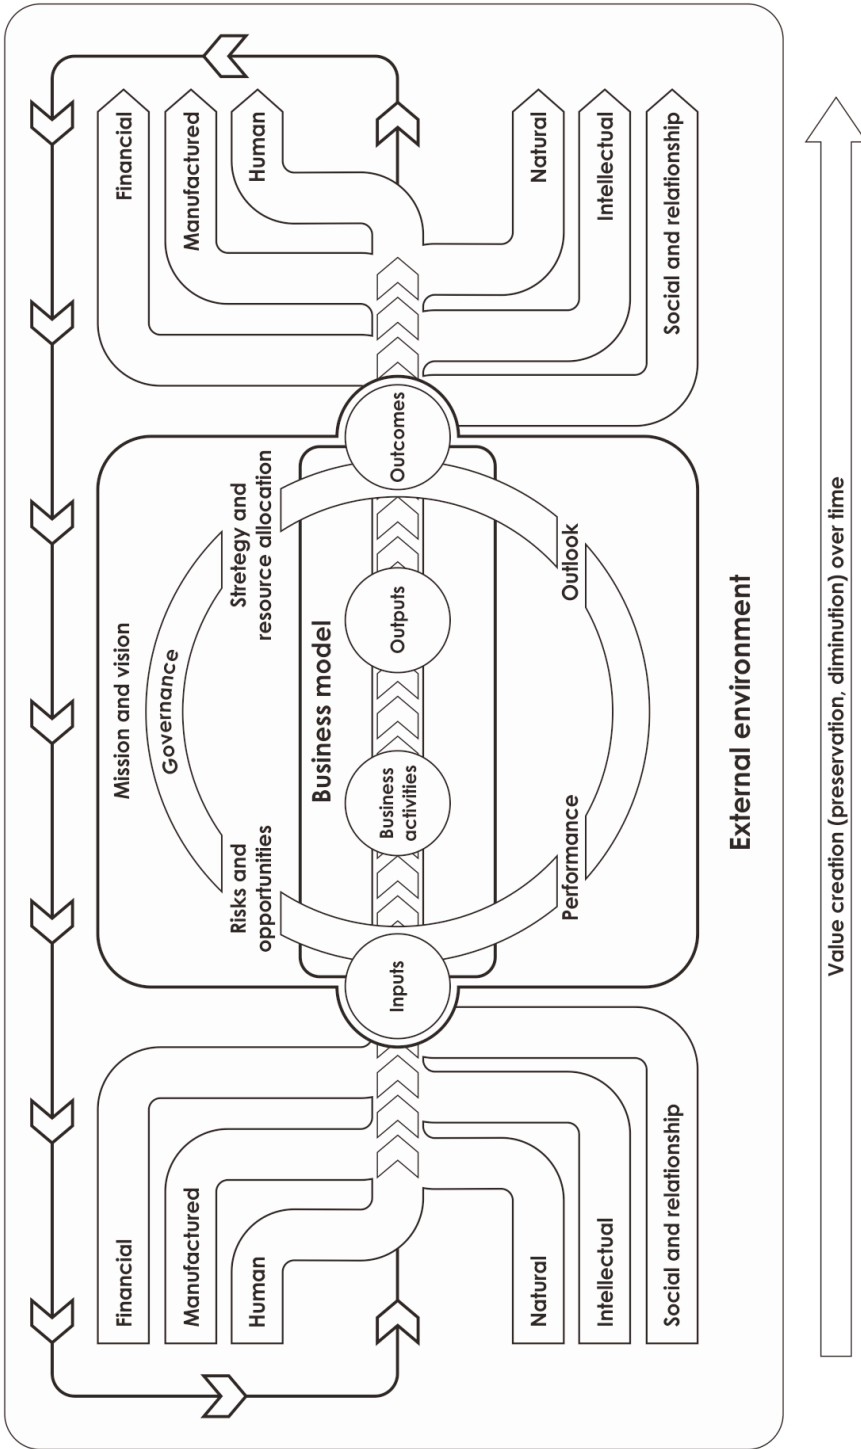 Financial
Manufactured
Human
Natural
Intellectual
Social and relationship
Mission and vision
Governance
Risks and
opportunities
Stretegy and
resource allocation
Business model
Inputs
Business
activities
Outputs
Outcomes
Performance
Outlook
Financial
Manufactured
Human
Natural
Intellectual
Social and relationship
External environment
Value creation (preservation, diminution) over time